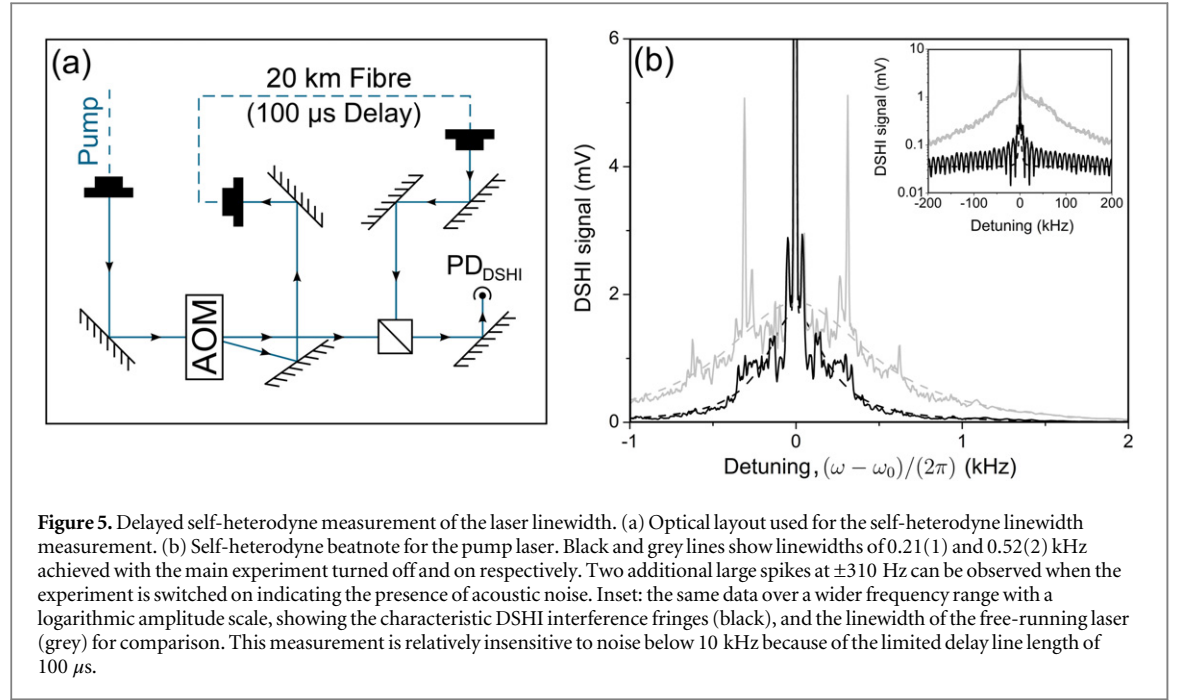 (a)
20 km Fibre
(100 µs Delay)
Pump
AOM
PD_DSHI
(b)
DSHI signal (mV)
6
4
2
0
-1
0
1
2
Detuning, (ω − ω₀)/(2π) (kHz)
DSHI signal (mV)
10
1
0.1
0.01
-200
-100
0
100
200
Detuning (kHz)
Figure 5. Delayed self-heterodyne measurement of the laser linewidth. (a) Optical layout used for the self-heterodyne linewidth
measurement. (b) Self-heterodyne beatnote for the pump laser. Black and grey lines show linewidths of 0.21(1) and 0.52(2) kHz
achieved with the main experiment turned off and on respectively. Two additional large spikes at ±310 Hz can be observed when the
experiment is switched on indicating the presence of acoustic noise. Inset: the same data over a wider frequency range with a
logarithmic amplitude scale, showing the characteristic DSHI interference fringes (black), and the linewidth of the free-running laser
(grey) for comparison. This measurement is relatively insensitive to noise below 10 kHz because of the limited delay line length of
100 µs.